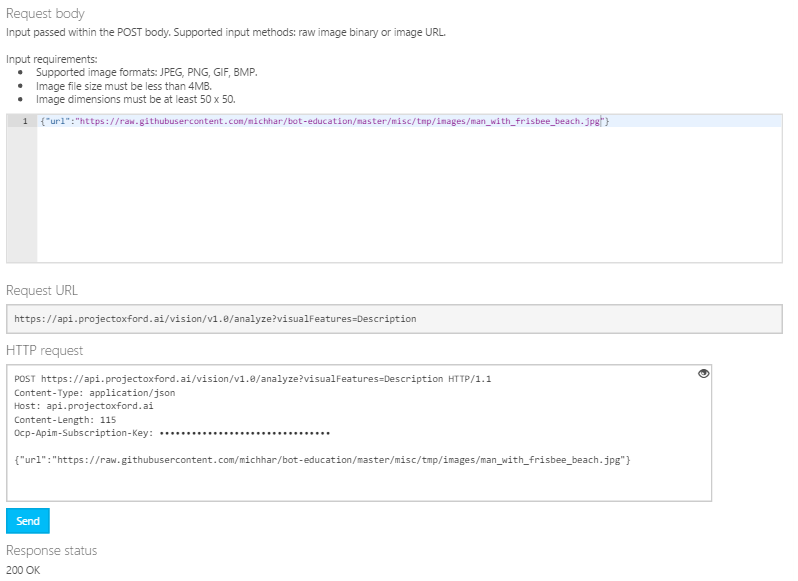 Request body
Input passed within the POST body. Supported input methods: raw image binary or image URL.
Input requirements:
• Supported image formats: JPEG, PNG, GIF, BMP.
• Image file size must be less than 4MB.
• Image dimensions must be at least 50 x 50.
1 {"url":"https://raw.githubusercontent.com/michhar/bot-education/master/misc/tmp/images/man_with_frisbee_beach.jpg"}
Request URL
https://api.projectoxford.ai/vision/v1.0/analyze?visualFeatures=Description
HTTP request
POST https://api.projectoxford.ai/vision/v1.0/analyze?visualFeatures=Description HTTP/1.1
Content-Type: application/json
Host: api.projectoxford.ai
Content-Length: 115
Ocp-Apim-Subscription-Key: ••••••••••••••••••••••••••••••••
{"url":"https://raw.githubusercontent.com/michhar/bot-education/master/misc/tmp/images/man_with_frisbee_beach.jpg"}
Send
Response status
200 OK